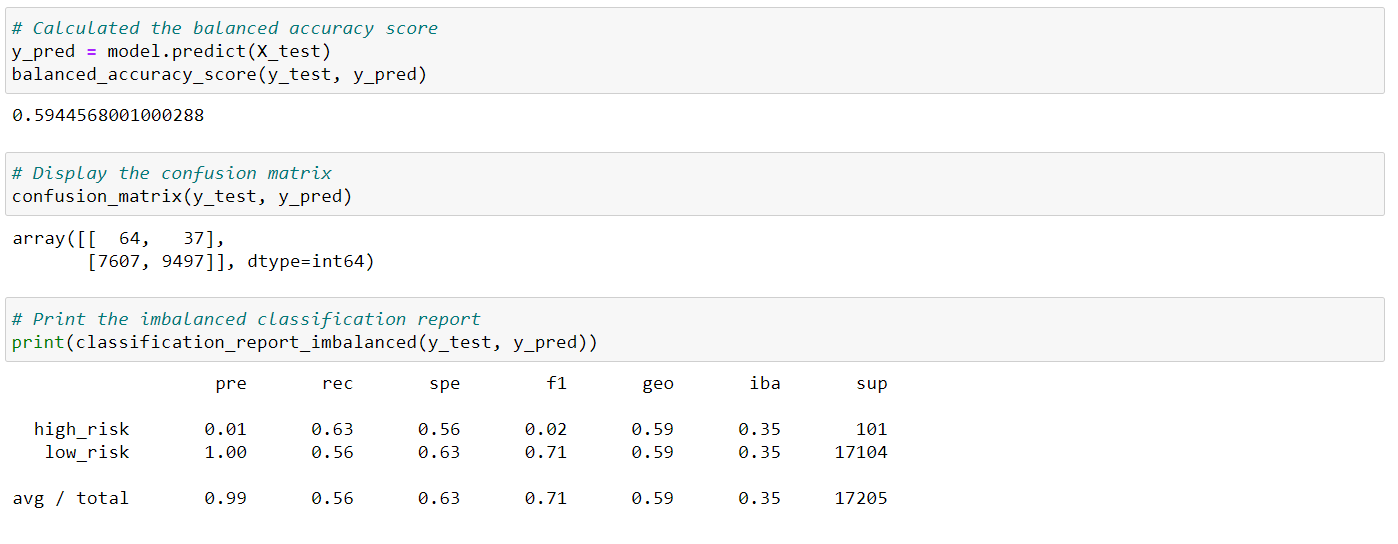 # Calculated the balanced accuracy score
y_pred = model.predict(X_test)
balanced_accuracy_score(y_test, y_pred)
0.5944568001000288
# Display the confusion matrix
confusion_matrix(y_test, y_pred)
array([[  64,   37],
       [7607, 9497]], dtype=int64)
# Print the imbalanced classification report
print(classification_report_imbalanced(y_test, y_pred))
                   pre       rec       spe        f1       geo       iba       sup
  high_risk       0.01      0.63      0.56      0.02      0.59      0.35       101
   low_risk       1.00      0.56      0.63      0.71      0.59      0.35     17104
avg / total       0.99      0.56      0.63      0.71      0.59      0.35     17205